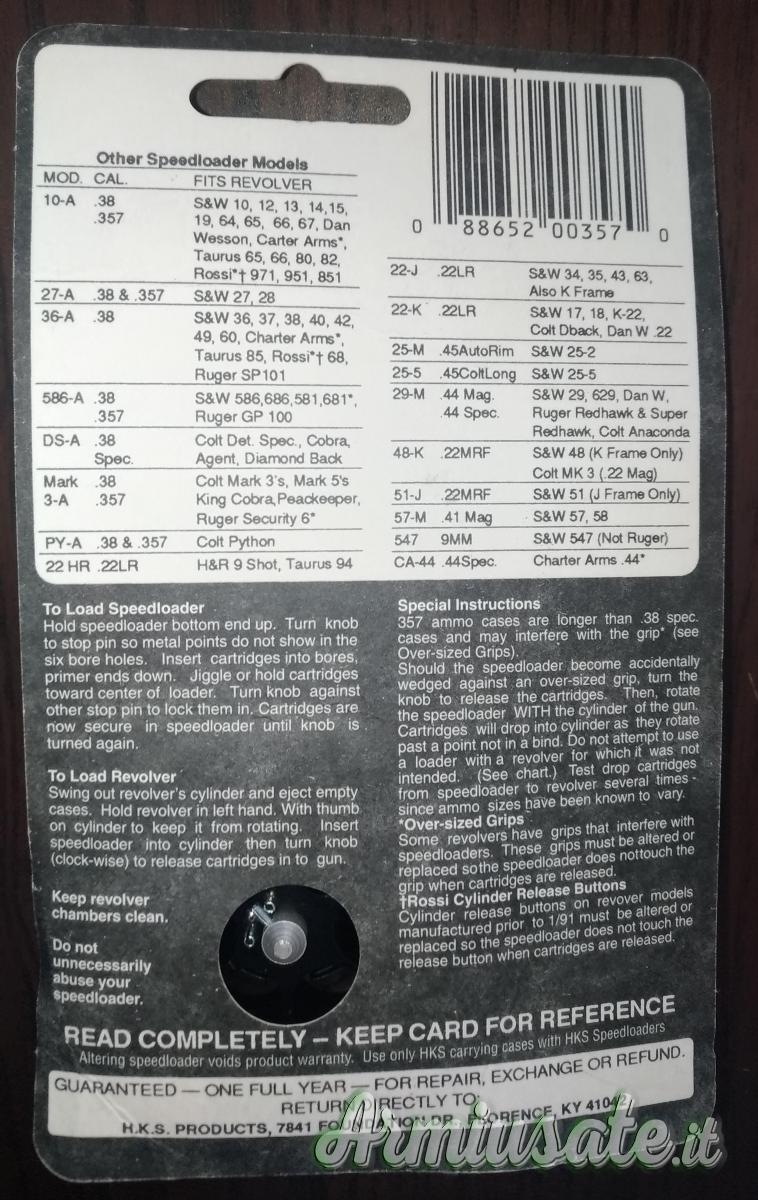 Other Speedloader Models
MOD. CAL. FITS REVOLVER
10-A .38 S&W 10, 12, 13, 14,15,
.357 19, 64, 65, 66, 67, Dan
Wesson, Carter Arms*,
Taurus 65, 66, 80, 82,
Rossi*† 971, 951, 851
27-A .38 & .357 S&W 27, 28
36-A .38 S&W 36, 37, 38, 40, 42,
49, 60, Charter Arms*,
Taurus 85, Rossi*† 68,
Ruger SP101
586-A .38 S&W 586,686,581,681*,
.357 Ruger GP 100
DS-A .38 Colt Det. Spec., Cobra,
Spec. Agent, Diamond Back
Mark .38 Colt Mark 3's, Mark 5's
3-A .357 King Cobra, Peackeeper,
Ruger Security 6*
PY-A .38 & .357 Colt Python
22 HR .22LR H&R 9 Shot, Taurus 94
0 88652 00357 0
22-J .22LR S&W 34, 35, 43, 63,
Also K Frame
22-K .22LR S&W 17, 18, K-22,
Colt Dback, Dan W .22
25-M .45AutoRim S&W 25-2
25-5 .45ColtLong S&W 25-5
29-M .44 Mag. S&W 29, 629, Dan W,
.44 Spec. Ruger Redhawk & Super
Redhawk, Colt Anaconda
48-K .22MRF S&W 48 (K Frame Only)
Colt MK 3 (.22 Mag)
51-J .22MRF S&W 51 (J Frame Only)
57-M .41 Mag S&W 57, 58
547 9MM S&W 547 (Not Ruger)
CA-44 .44Spec. Charter Arms .44*
To Load Speedloader
Hold speedloader bottom end up. Turn knob
to stop pin so metal points do not show in the
six bore holes. Insert cartridges into bores,
primer ends down. Jiggle or hold cartridges
toward center of loader. Turn knob against
other stop pin to lock them in. Cartridges are
now secure in speedloader until knob is
turned again.
To Load Revolver
Swing out revolver's cylinder and eject empty
cases. Hold revolver in left hand. With thumb
on cylinder to keep it from rotating. Insert
speedloader into cylinder then turn knob
(clock-wise) to release cartridges in to gun.
Keep revolver
chambers clean.
Do not
unnecessarily
abuse your
speedloader.
Special Instructions
357 ammo cases are longer than .38 spec.
cases and may interfere with the grip* (see
Over-sized Grips).
Should the speedloader become accidentally
wedged against an over-sized grip, turn the
knob to release the cartridges. Then, rotate
the speedloader WITH the cylinder of the gun.
Cartridges will drop into cylinder as they rotate
past a point not in a bind. Do not attempt to use
a loader with a revolver for which it was not
intended. (See chart.) Test drop cartridges
from speedloader to revolver several times -
since ammo sizes have been known to vary.
*Over-sized Grips
Some revolvers have grips that interfere with
speedloaders. These grips must be altered or
replaced so the speedloader does nottouch the
grip when cartridges are released.
†Rossi Cylinder Release Buttons
Cylinder release buttons on revover models
manufactured prior to 1/91 must be altered or
replaced so the speedloader does not touch the
release button when cartridges are released.
READ COMPLETELY – KEEP CARD FOR REFERENCE
Altering speedloader voids product warranty. Use only HKS carrying cases with HKS Speedloaders
GUARANTEED — ONE FULL YEAR — FOR REPAIR, EXCHANGE OR REFUND.
RETURN DIRECTLY TO:
H.K.S. PRODUCTS, 7841 FOUNDATION DR., FLORENCE, KY 41042
Armiusate.it